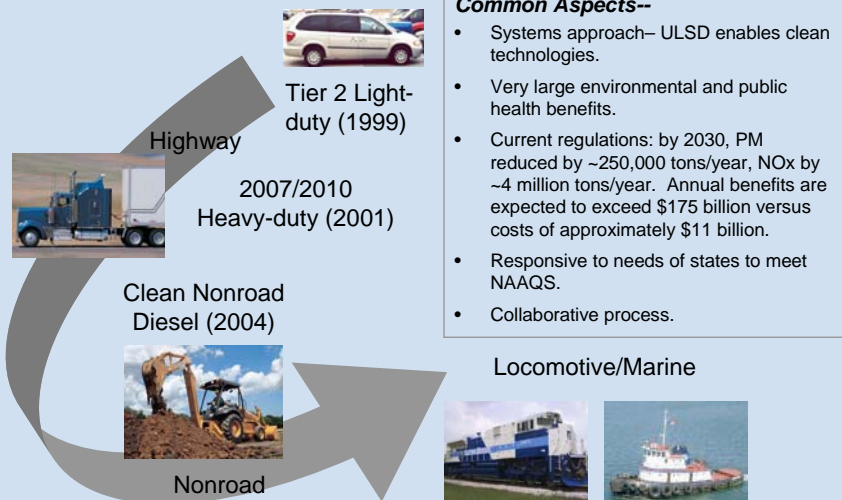 Common Aspects--
• Systems approach– ULSD enables clean
technologies.
• Very large environmental and public
health benefits.
• Current regulations: by 2030, PM
reduced by ~250,000 tons/year, NOx by
~4 million tons/year. Annual benefits are
expected to exceed $175 billion versus
costs of approximately $11 billion.
• Responsive to needs of states to meet
NAAQS.
• Collaborative process.
Tier 2 Light-
duty (1999)
Highway
2007/2010
Heavy-duty (2001)
Clean Nonroad
Diesel (2004)
Locomotive/Marine
Nonroad